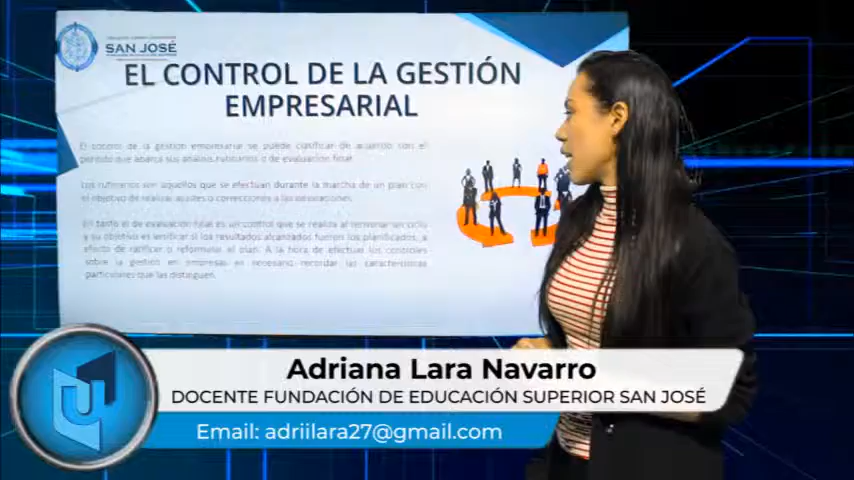 SAN JOSÉ
EL CONTROL DE LA GESTIÓN
EMPRESARIAL
El control de la gestión empresarial se puede clasificar de acuerdo con el
período que abarca sus análisis rutinarios o de evaluación final.
Los rutinarios son aquellos que se efectúan durante la marcha de un plan con
el objetivo de realizar ajustes o correcciones a las
En tanto el de evaluación final es un control que se realiza al terminar un ciclo
y su objetivo es verificar si los resultados alcanzados fueron los planificados, a
efecto de ratificar o reformular el plan. A la hora de efectuar los controles
sobre la gestión en empresas es necesario recordar las características
particulares que las distinguen.
Adriana Lara Navarro
DOCENTE FUNDACIÓN DE EDUCACIÓN SUPERIOR SAN JOSÉ
Email: adriilara27@gmail.com